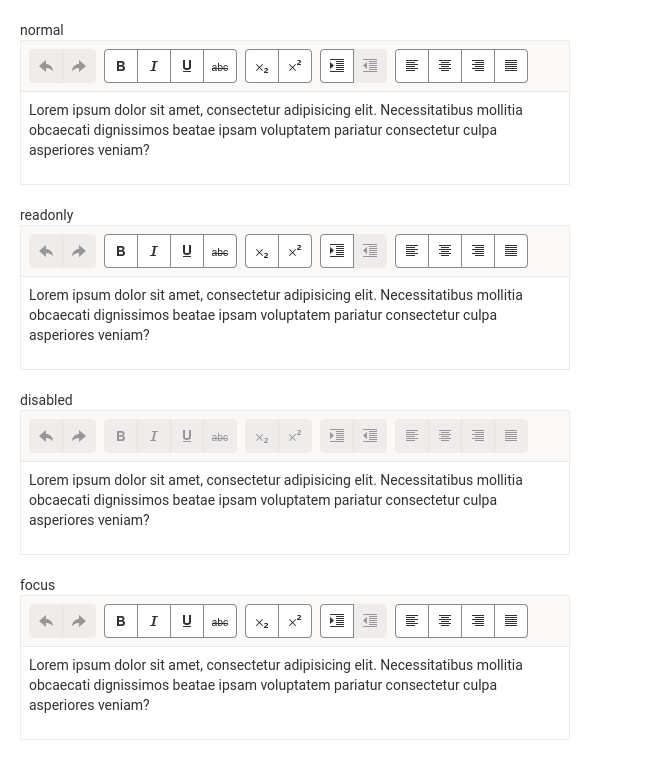 normal
B I U abc ×₂ ×²
Lorem ipsum dolor sit amet, consectetur adipisicing elit. Necessitatibus mollitia
obcaecati dignissimos beatae ipsam voluptatem pariatur consectetur culpa
asperiores veniam?
readonly
B I U abc ×₂ ×²
Lorem ipsum dolor sit amet, consectetur adipisicing elit. Necessitatibus mollitia
obcaecati dignissimos beatae ipsam voluptatem pariatur consectetur culpa
asperiores veniam?
disabled
B I U abc ×₂ ×²
Lorem ipsum dolor sit amet, consectetur adipisicing elit. Necessitatibus mollitia
obcaecati dignissimos beatae ipsam voluptatem pariatur consectetur culpa
asperiores veniam?
focus
B I U abc ×₂ ×²
Lorem ipsum dolor sit amet, consectetur adipisicing elit. Necessitatibus mollitia
obcaecati dignissimos beatae ipsam voluptatem pariatur consectetur culpa
asperiores veniam?